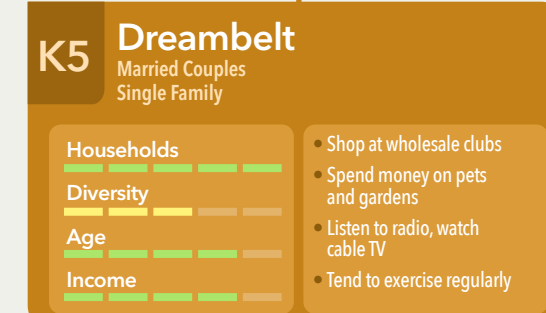 K5
Dreambelt
Married Couples
Single Family
Households
Diversity
Age
Income
• Shop at wholesale clubs
• Spend money on pets
and gardens
• Listen to radio, watch
cable TV
• Tend to exercise regularly